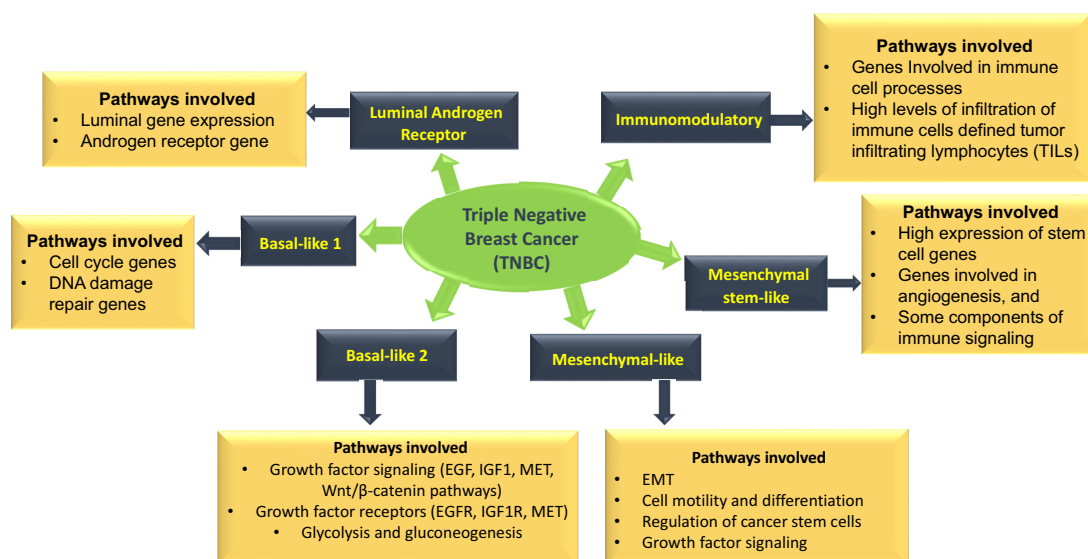 Pathways involved
• Luminal gene expression
• Androgen receptor gene
Luminal Androgen
Receptor
Immunomodulatory
Pathways involved
• Genes Involved in immune
cell processes
• High levels of infiltration of
immune cells defined tumor
infiltrating lymphocytes (TILs)
Triple Negative
Breast Cancer
(TNBC)
Pathways involved
• Cell cycle genes
• DNA damage
repair genes
Basal-like 1
Mesenchymal
stem-like
Pathways involved
• High expression of stem
cell genes
• Genes involved in
angiogenesis, and
• Some components of
immune signaling
Basal-like 2
Mesenchymal-like
Pathways involved
• Growth factor signaling (EGF, IGF1, MET,
Wnt/β-catenin pathways)
• Growth factor receptors (EGFR, IGF1R, MET)
• Glycolysis and gluconeogenesis
Pathways involved
• EMT
• Cell motility and differentiation
• Regulation of cancer stem cells
• Growth factor signaling